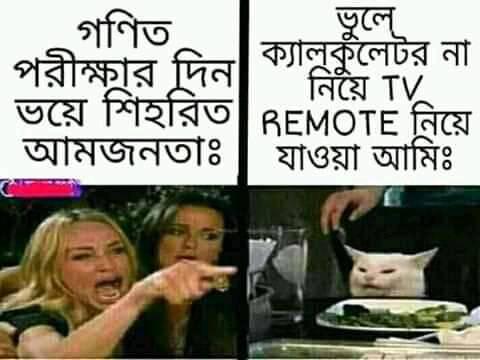 গণিত
পরীক্ষার দিন
ভয়ে শিহরিত
আমজনতাঃ
ভুলে
ক্যালকুলেটর না
নিয়ে TV
REMOTE নিয়ে
যাওয়া আমিঃ